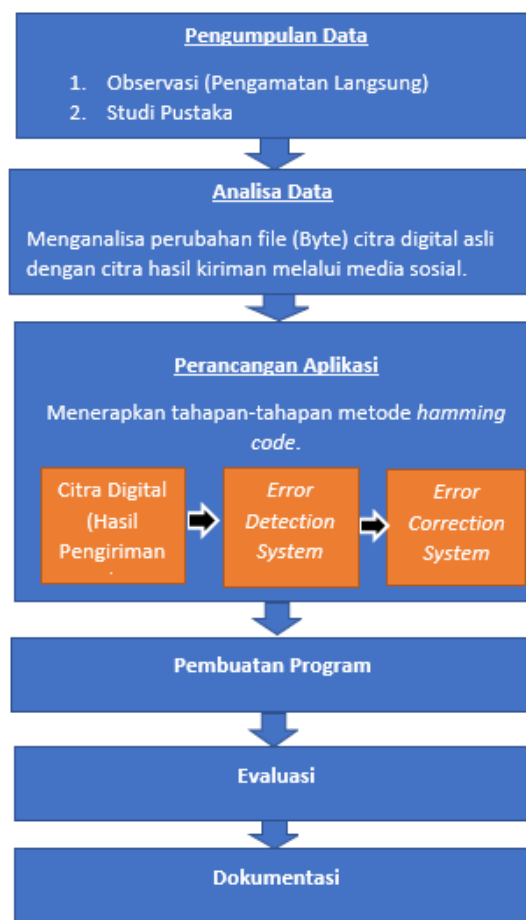 Pengumpulan Data
1. Observasi (Pengamatan Langsung)
2. Studi Pustaka
Analisa Data
Menganalisa perubahan file (Byte) citra digital asli
dengan citra hasil kiriman melalui media sosial.
Perancangan Aplikasi
Menerapkan tahapan-tahapan metode hamming
code.
Citra Digital
(Hasil
Pengiriman
Error
Detection
System
Error
Correction
System
Pembuatan Program
Evaluasi
Dokumentasi